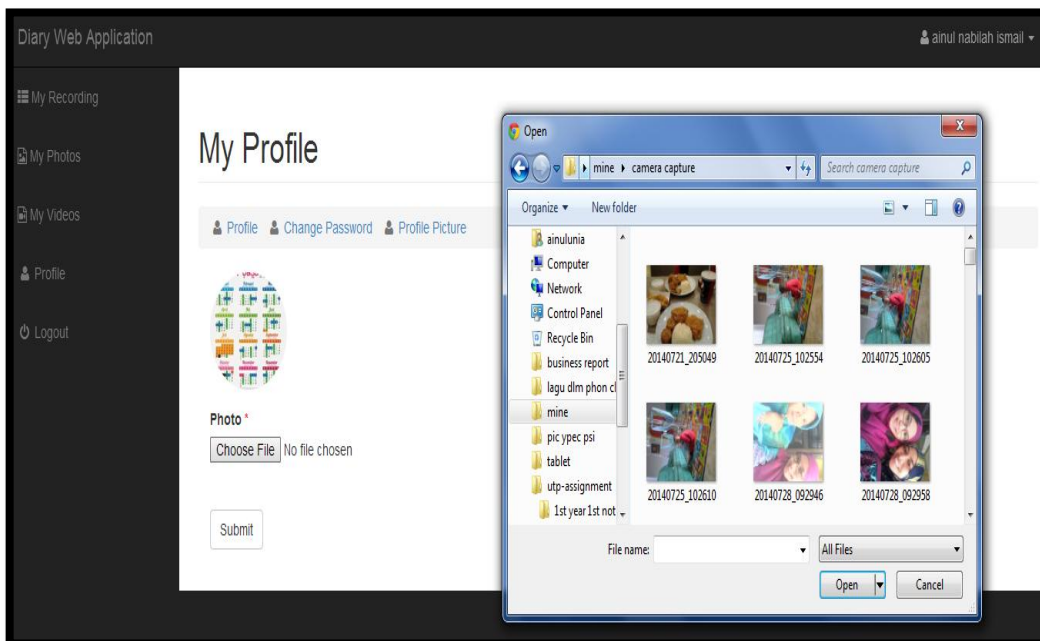 Diary Web Application
ainul nabilah ismail
My Recording
My Photos
My Videos
Profile
Logout
My Profile
Profile Change Password Profile Picture
Photo *
Choose File No file chosen
Submit
Open
X
mine camera capture
Search camera capture
Organize New folder
ainulunia
Computer
Network
Control Panel
Recycle Bin
business report
lagu dlm phon cl
mine
pic ypec psi
tablet
utp-assignment
1st year 1st not
20140721_205049 20140725_102554 20140725_102605
20140725_102610 20140728_092946 20140728_092958
File name: All Files
Open Cancel